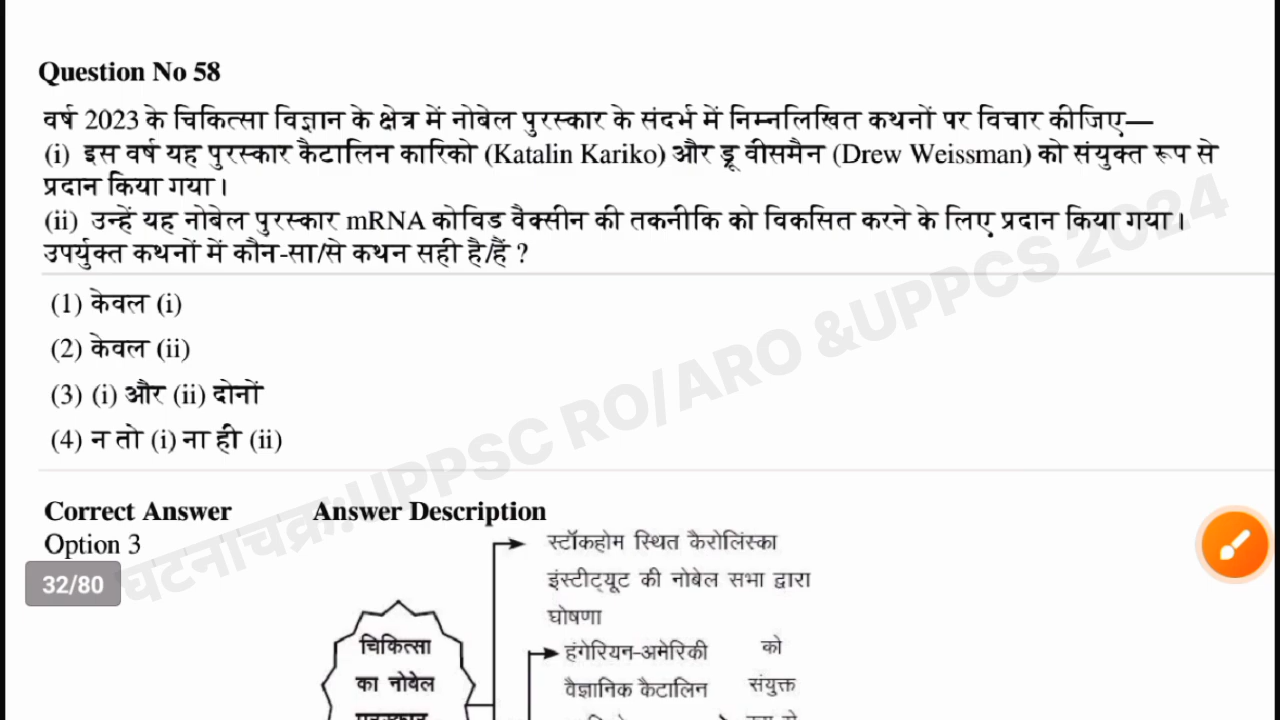 Question No 58
वर्ष 2023 के चिकित्सा विज्ञान के क्षेत्र में नोबेल पुरस्कार के संदर्भ में निम्नलिखित कथनों पर विचार कीजिए—
(i) इस वर्ष यह पुरस्कार कैटालिन कारिको (Katalin Kariko) और ड्रू वीसमैन (Drew Weissman) को संयुक्त रूप से
प्रदान किया गया।
(ii) उन्हें यह नोबेल पुरस्कार mRNA कोविड वैक्सीन की तकनीकि को विकसित करने के लिए प्रदान किया गया।
उपर्युक्त कथनों में कौन-सा/से कथन सही है/हैं ?
(1) केवल (i)
(2) केवल (ii)
(3) (i) और (ii) दोनों
(4) न तो (i) ना ही (ii)
घटनाचक्र:UPPSC RO/ARO &UPPCS 2024
Correct Answer Answer Description
Option 3
32/80
स्टॉकहोम स्थित कैरोलिंस्का
इंस्टीट्यूट की नोबेल सभा द्वारा
घोषणा
चिकित्सा
का नोबेल
हंगेरियन-अमेरिकी को
वैज्ञानिक कैटालिन संयुक्त